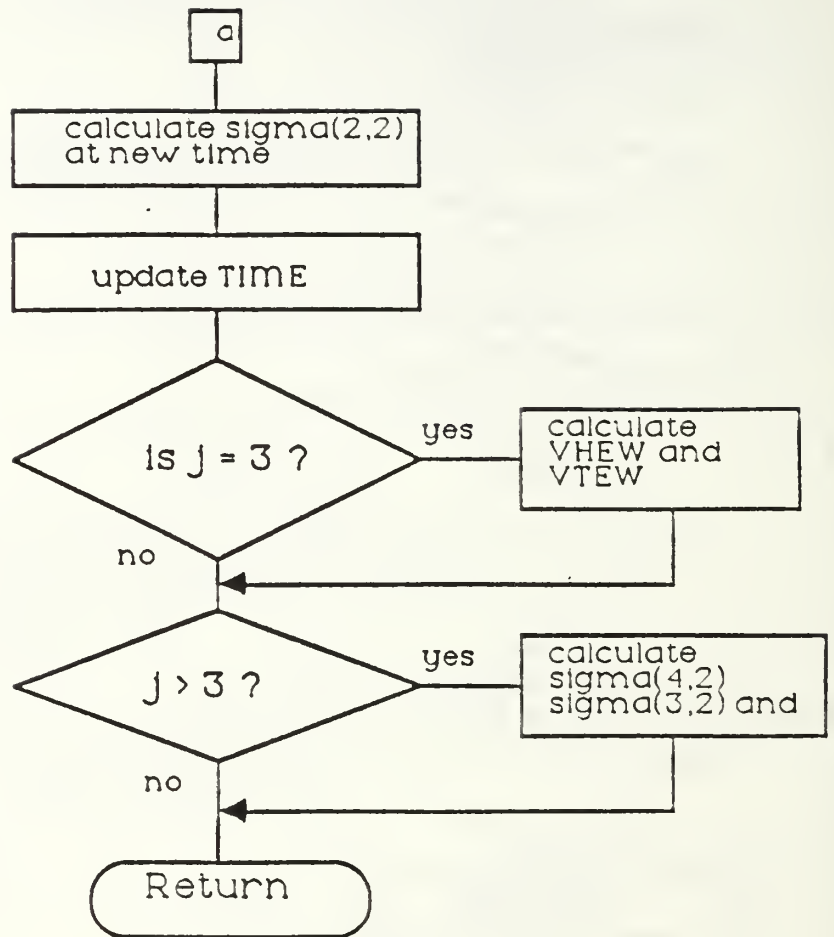 a
calculate sigma(2,2)
at new time
update TIME
is j = 3 ?
yes
calculate
VHEW and
VTEW
no
j > 3 ?
yes
calculate
sigma(4,2)
sigma(3,2) and
no
Return